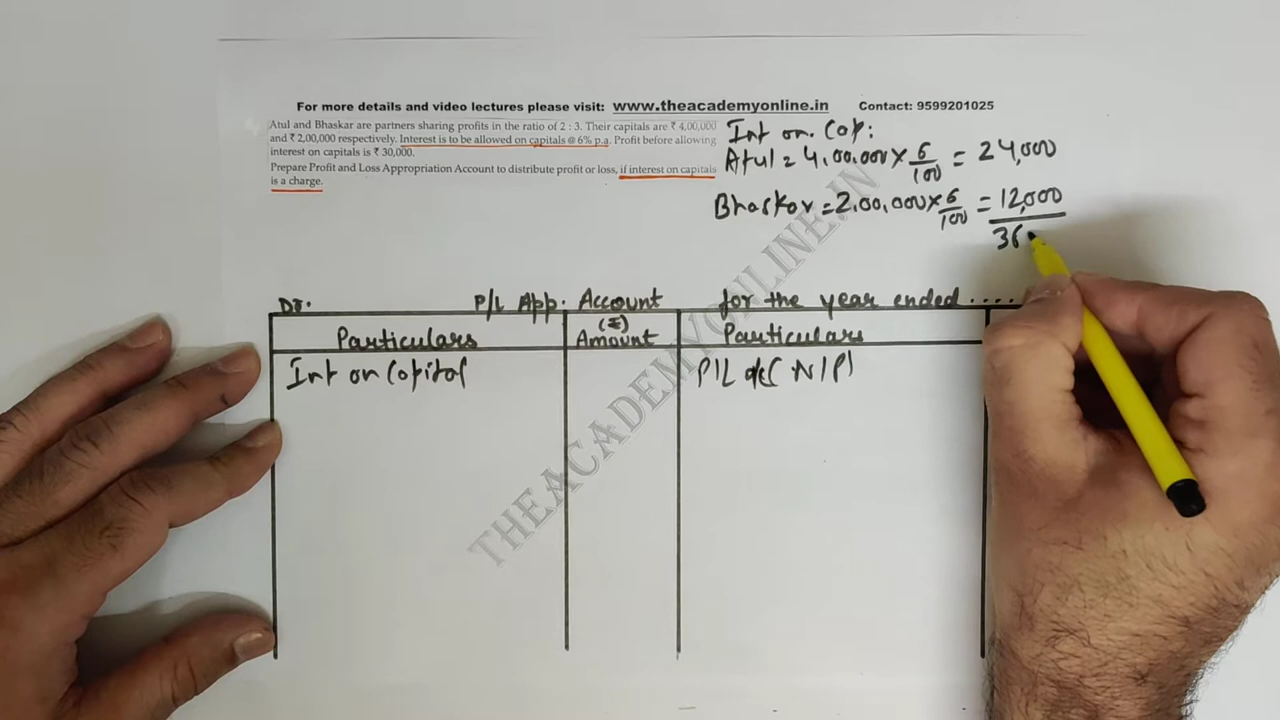 For more details and video lectures please visit: www.theacademyonline.in Contact: 9599201025
Atul and Bhaskar are partners sharing profits in the ratio of 2 : 3. Their capitals are ₹ 4,00,000
and ₹ 2,00,000 respectively. Interest is to be allowed on capitals @ 6% p.a. Profit before allowing
interest on capitals is ₹ 30,000.
Prepare Profit and Loss Appropriation Account to distribute profit or loss, if interest on capitals
is a charge.
Int on. Cap:
Atul = 4,00,000 × 6/100 = 24,000
Bhaskar = 2,00,000 × 6/100 = 12,000
36
Dr. P/L App. Account for the year ended ....
Particulars (₹) Amount Particulars
Int on Capital P/L a/c (N/P)
THEACADEMYONLINE.IN